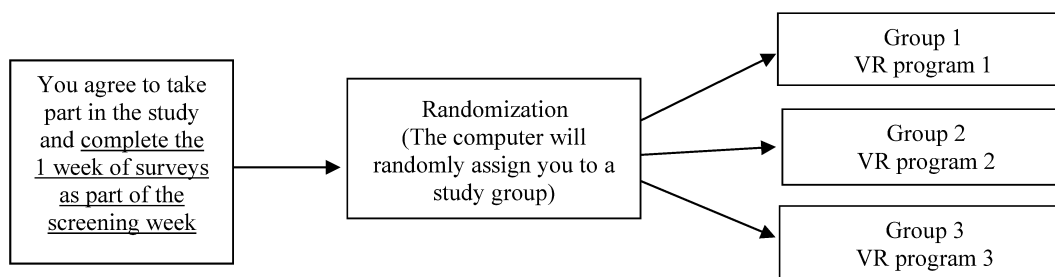 You agree to take
part in the study
and complete the
1 week of surveys
as part of the
screening week
Randomization
(The computer will
randomly assign you to a
study group)
Group 1
VR program 1
Group 2
VR program 2
Group 3
VR program 3